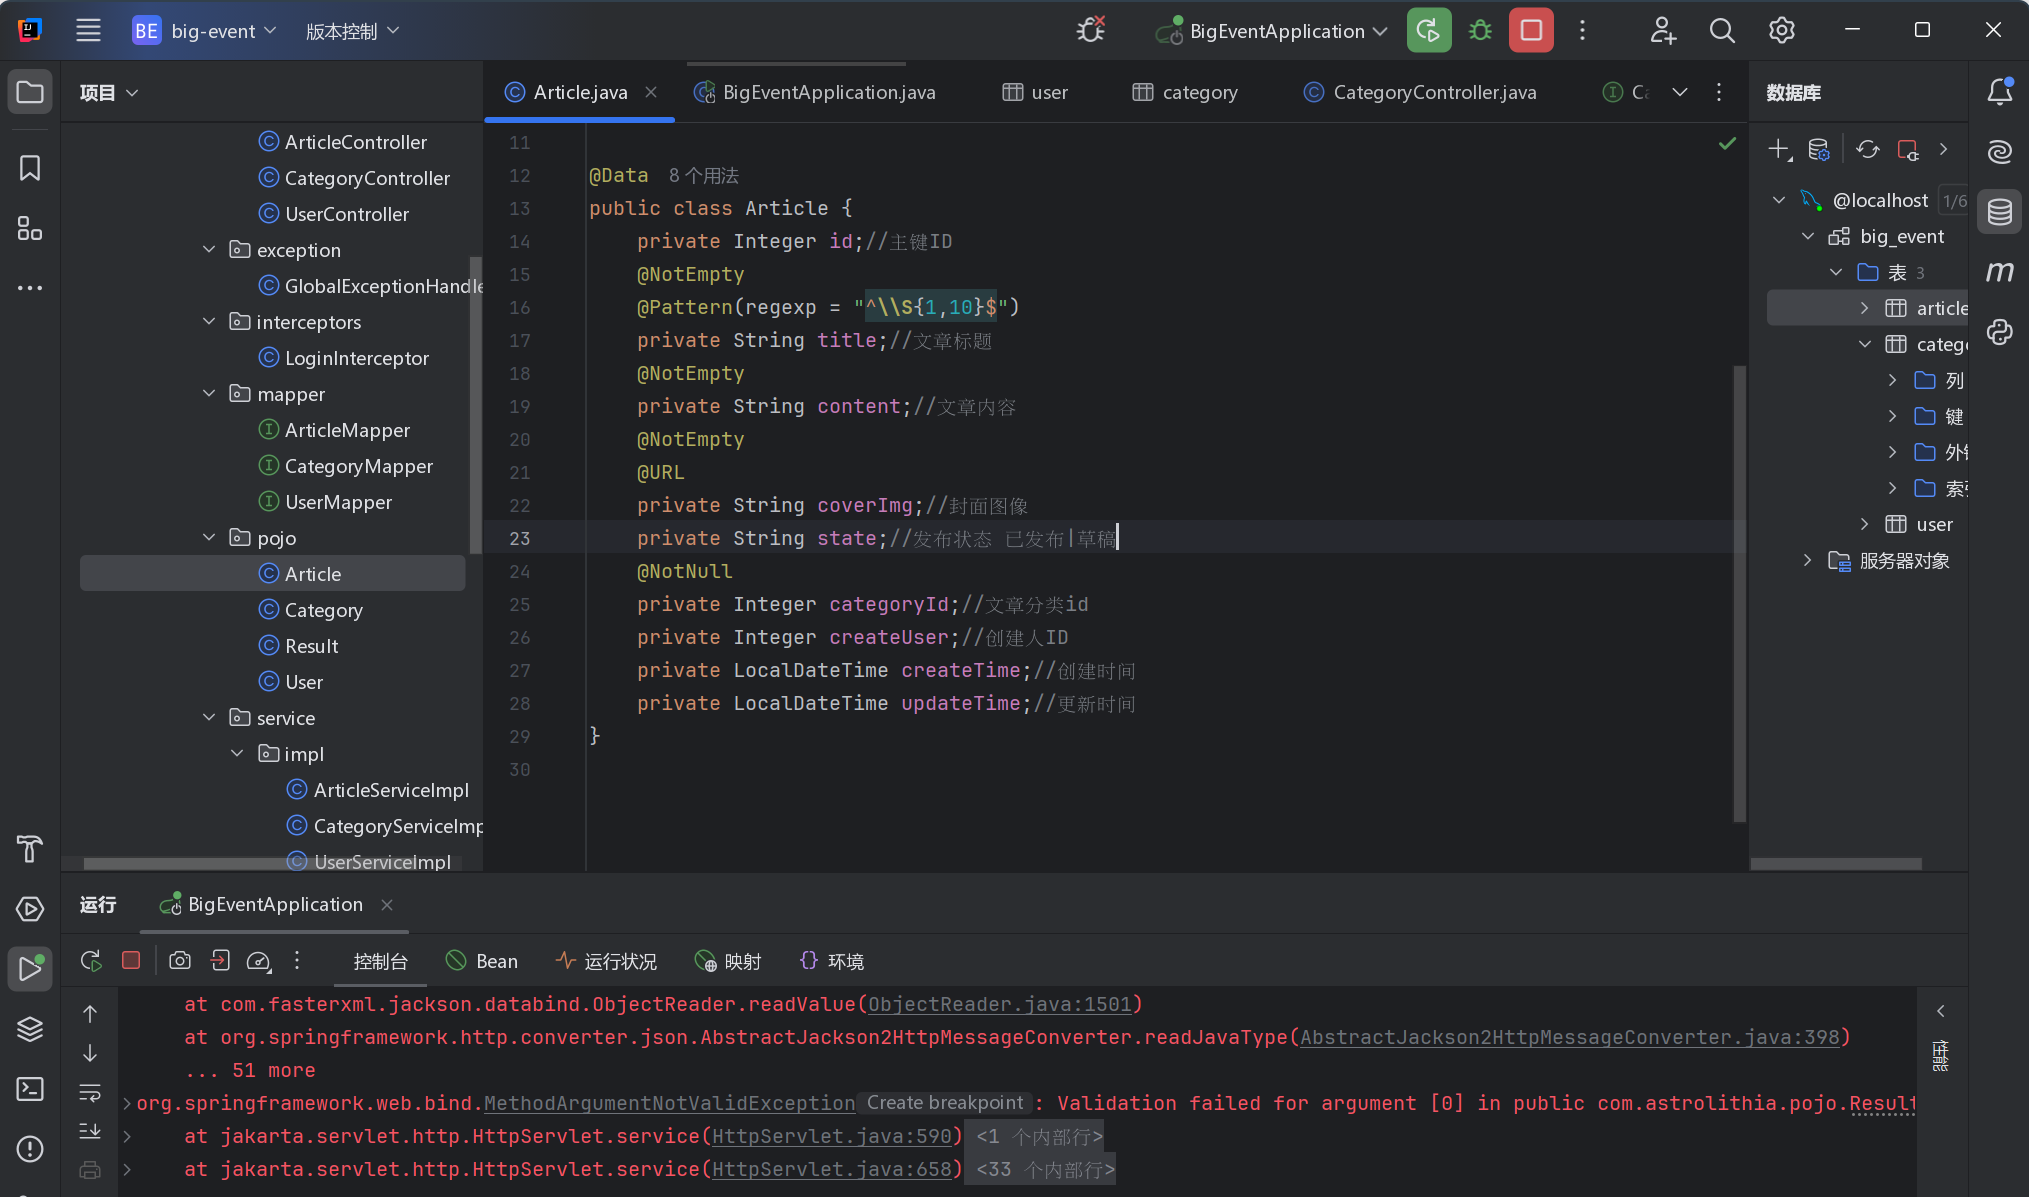 BE big-event 版本控制 BigEventApplication
项目
ArticleController
CategoryController
UserController
exception
GlobalExceptionHandle
interceptors
LoginInterceptor
mapper
ArticleMapper
CategoryMapper
UserMapper
pojo
Article
Category
Result
User
service
impl
ArticleServiceImpl
CategoryServiceImp
UserServiceImpl
Article.java BigEventApplication.java user category CategoryController.java
11
12 @Data 8 个用法
13 public class Article {
14 private Integer id;//主键ID
15 @NotEmpty
16 @Pattern(regexp = "^\\S{1,10}$")
17 private String title;//文章标题
18 @NotEmpty
19 private String content;//文章内容
20 @NotEmpty
21 @URL
22 private String coverImg;//封面图像
23 private String state;//发布状态 已发布|草稿
24 @NotNull
25 private Integer categoryId;//文章分类id
26 private Integer createUser;//创建人ID
27 private LocalDateTime createTime;//创建时间
28 private LocalDateTime updateTime;//更新时间
29 }
30
数据库
@localhost 1/6
big_event
表 3
article
catego
列
键
外键
索引
user
服务器对象
运行 BigEventApplication
控制台 Bean 运行状况 映射 {} 环境
at com.fasterxml.jackson.databind.ObjectReader.readValue(ObjectReader.java:1501)
at org.springframework.http.converter.json.AbstractJackson2HttpMessageConverter.readJavaType(AbstractJackson2HttpMessageConverter.java:398)
... 51 more
org.springframework.web.bind.MethodArgumentNotValidException Create breakpoint : Validation failed for argument [0] in public com.astrolithia.pojo.Result
at jakarta.servlet.http.HttpServlet.service(HttpServlet.java:590) <1 个内部行>
at jakarta.servlet.http.HttpServlet.service(HttpServlet.java:658) <33 个内部行>
性能